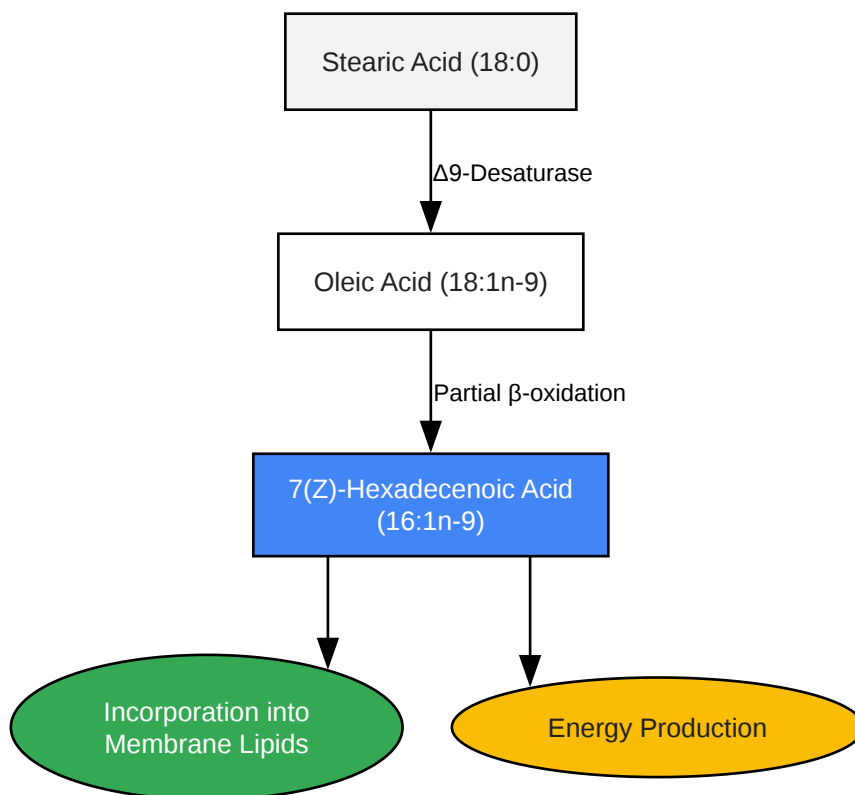 Stearic Acid (18:0)
Δ9-Desaturase
Oleic Acid (18:1n-9)
Partial β-oxidation
7(Z)-Hexadecenoic Acid
(16:1n-9)
Incorporation into
Membrane Lipids
Energy Production